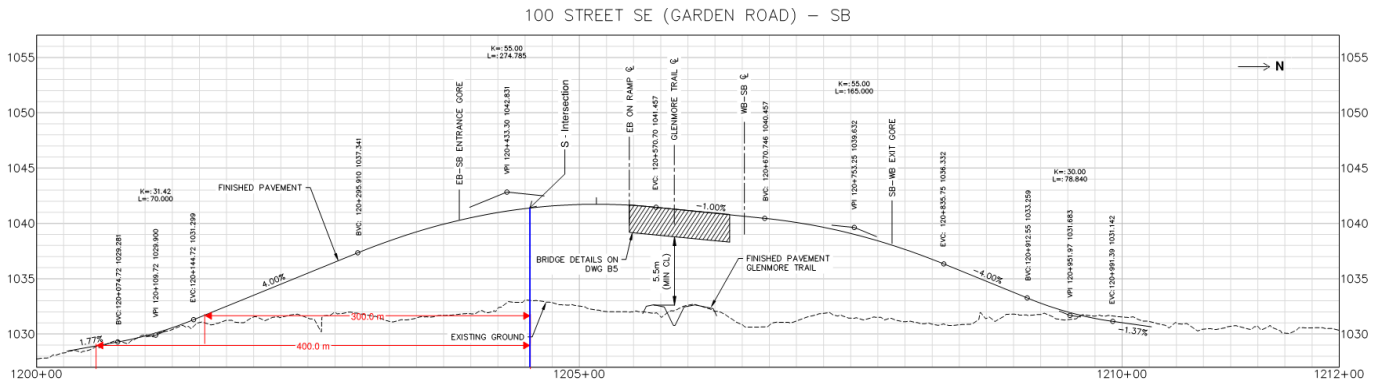 100 STREET SE (GARDEN ROAD) – SB
1055
1050
1045
1040
1035
1030
1055
1050
1045
1040
1035
1030
1200+00
1205+00
1210+00
1212+00
N
K=:31.42
L=:70.000
BVC:120+074.72 1029.281
VPI 120+109.720 1029.900
EVC: 120+144.72 1031.299
1.77%
4.00%
FINISHED PAVEMENT
BVC: 120+295.910 1037.341
EB-SB ENTRANCE GORE
K=:55.00
L=:274.785
VPI 120+433.30 1042.831
S - Intersection
300.0 m
400.0 m
EXISTING GROUND
BRIDGE DETAILS ON
DWG B5
EB ON RAMP ℄
EVC: 120+570.70 1041.457
GLENMORE TRAIL ℄
-1.00%
5.5m
(MIN CL)
FINISHED PAVEMENT
GLENMORE TRAIL
WB-SB ℄
BVC: 120+670.746 1040.457
K=:55.00
L=:165.000
VPI 120+753.25 1039.632
SB-WB EXIT GORE
EVC: 120+835.75 1036.332
-4.00%
BVC:120+912.55 1033.259
K=:30.00
L=:78.840
VPI 120+951.97 1031.683
EVC:120+991.39 1031.142
-1.37%